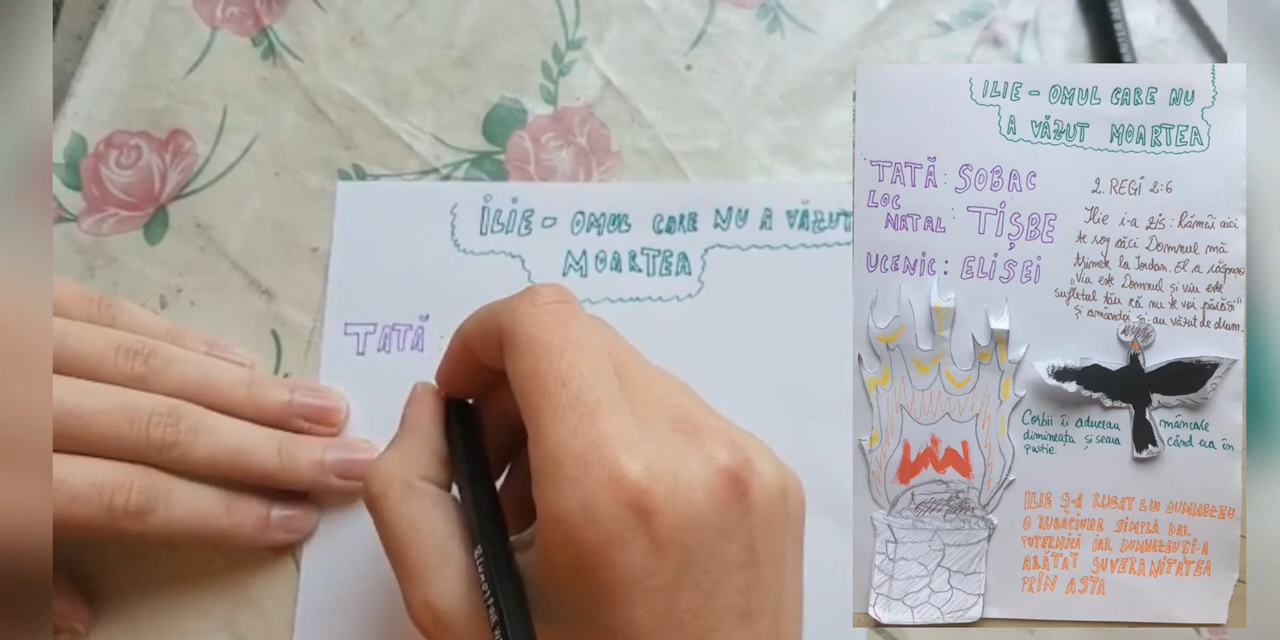 ILIE - OMUL CARE NU A VĂZUT
MOARTEA
TATĂ :
ILIE - OMUL CARE NU
A VĂZUT MOARTEA
TATĂ : SOBAC
LOC
NATAL : TIȘBE
UCENIC : ELISEI
2. REGI 2:6
Ilie i-a zis : Rămâi aici
te rog căci Domnul mă
trimete la Iordan. El a răspuns
"Viu este Domnul și viu este
sufletul tău că nu te voi părăsi"
Și amândoi și-au văzut de drum.
Corbii îi aduceau mâncare
dimineața și seara când era în
pustie.
ILIE S-A RUGAT LUI DUMNEZEU
O RUGĂCIUNE SIMPLĂ DAR
PUTERNICĂ IAR DUMNEZEU ȘI-A
ARĂTAT SUVERANITATEA
PRIN ASTA